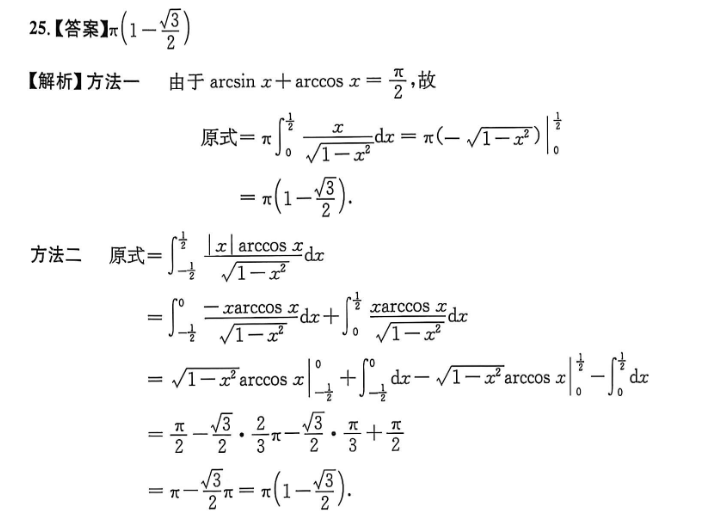 25.【答案】π(1-√3/2)
【解析】方法一 由于 arcsin x+arccos x = π/2,故
原式=π∫_0^{1/2} x/√(1-x²) dx = π(-√(1-x²))|_0^{1/2}
=π(1-√3/2).
方法二 原式=∫_{-1/2}^{1/2} |x|arccos x/√(1-x²) dx
=∫_{-1/2}^0 -xarccos x/√(1-x²) dx+∫_0^{1/2} xarccos x/√(1-x²) dx
=√(1-x²)arccos x|_{-1/2}^0+∫_{-1/2}^0 dx-√(1-x²)arccos x|_0^{1/2}-∫_0^{1/2} dx
=π/2-√3/2·2/3π-√3/2·π/3+π/2
=π-√3/2π=π(1-√3/2).